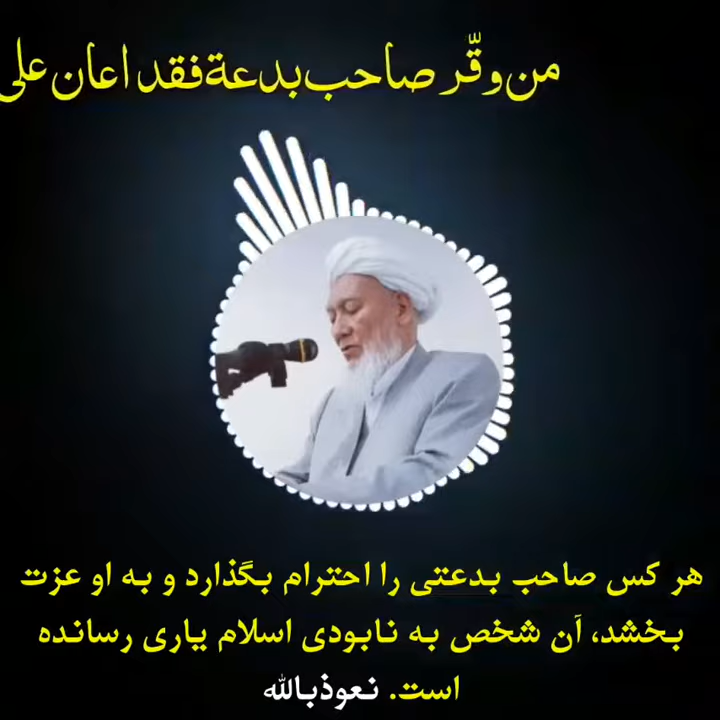 من وقّر صاحب بدعة فقد اعان علی
هر کس صاحب بدعتی را احترام بگذارد و به او عزت
بخشد، آن شخص به نابودی اسلام یاری رسانده
است. نعوذبالله